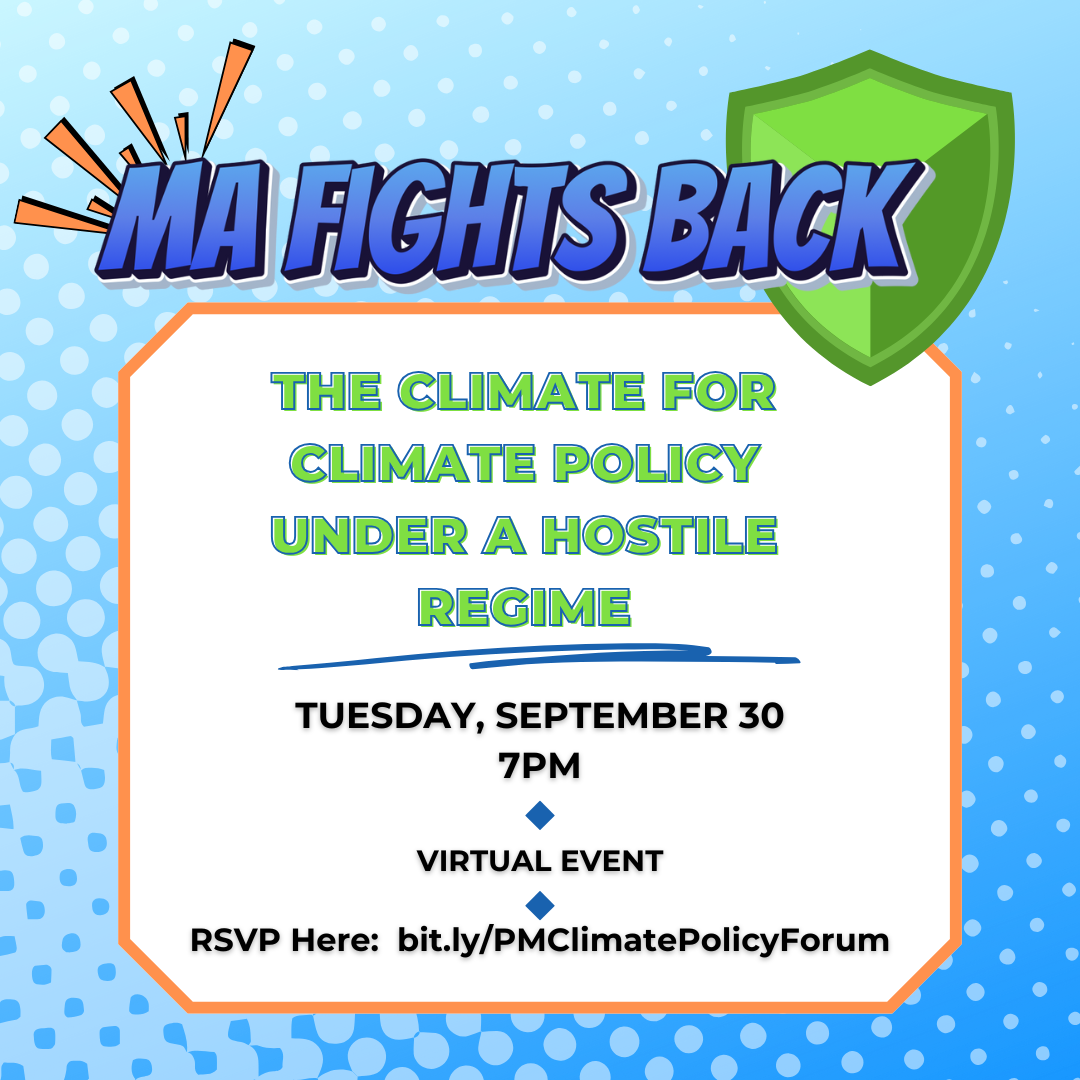 MA FIGHTS BACK
THE CLIMATE FOR
CLIMATE POLICY
UNDER A HOSTILE
REGIME
TUESDAY, SEPTEMBER 30
7PM
VIRTUAL EVENT
RSVP Here: bit.ly/PMClimatePolicyForum